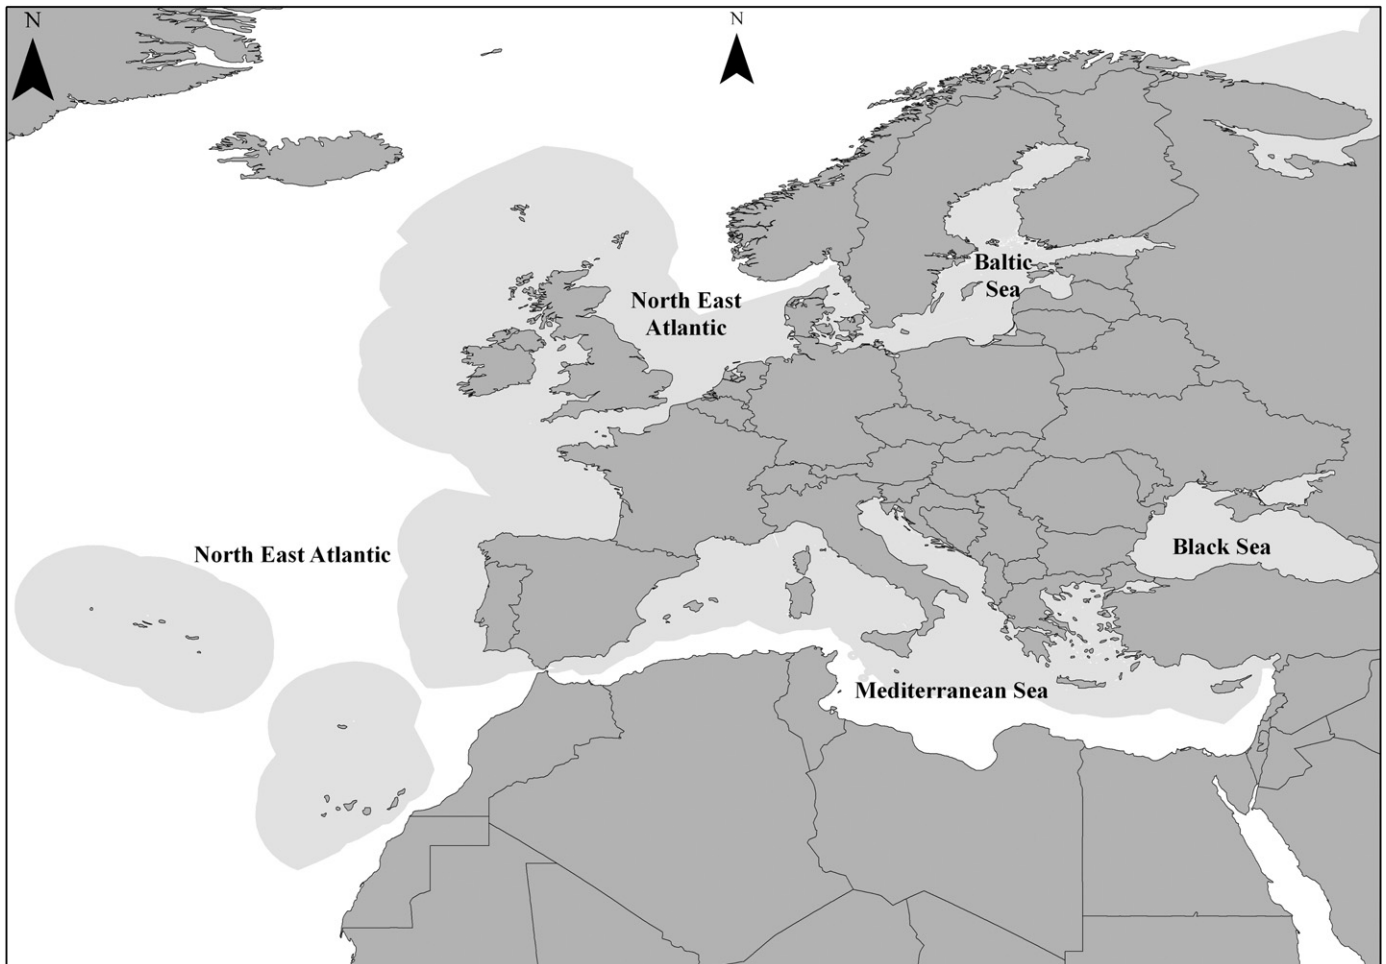 N
N
Baltic
Sea
North East
Atlantic
North East Atlantic
Black Sea
Mediterranean Sea